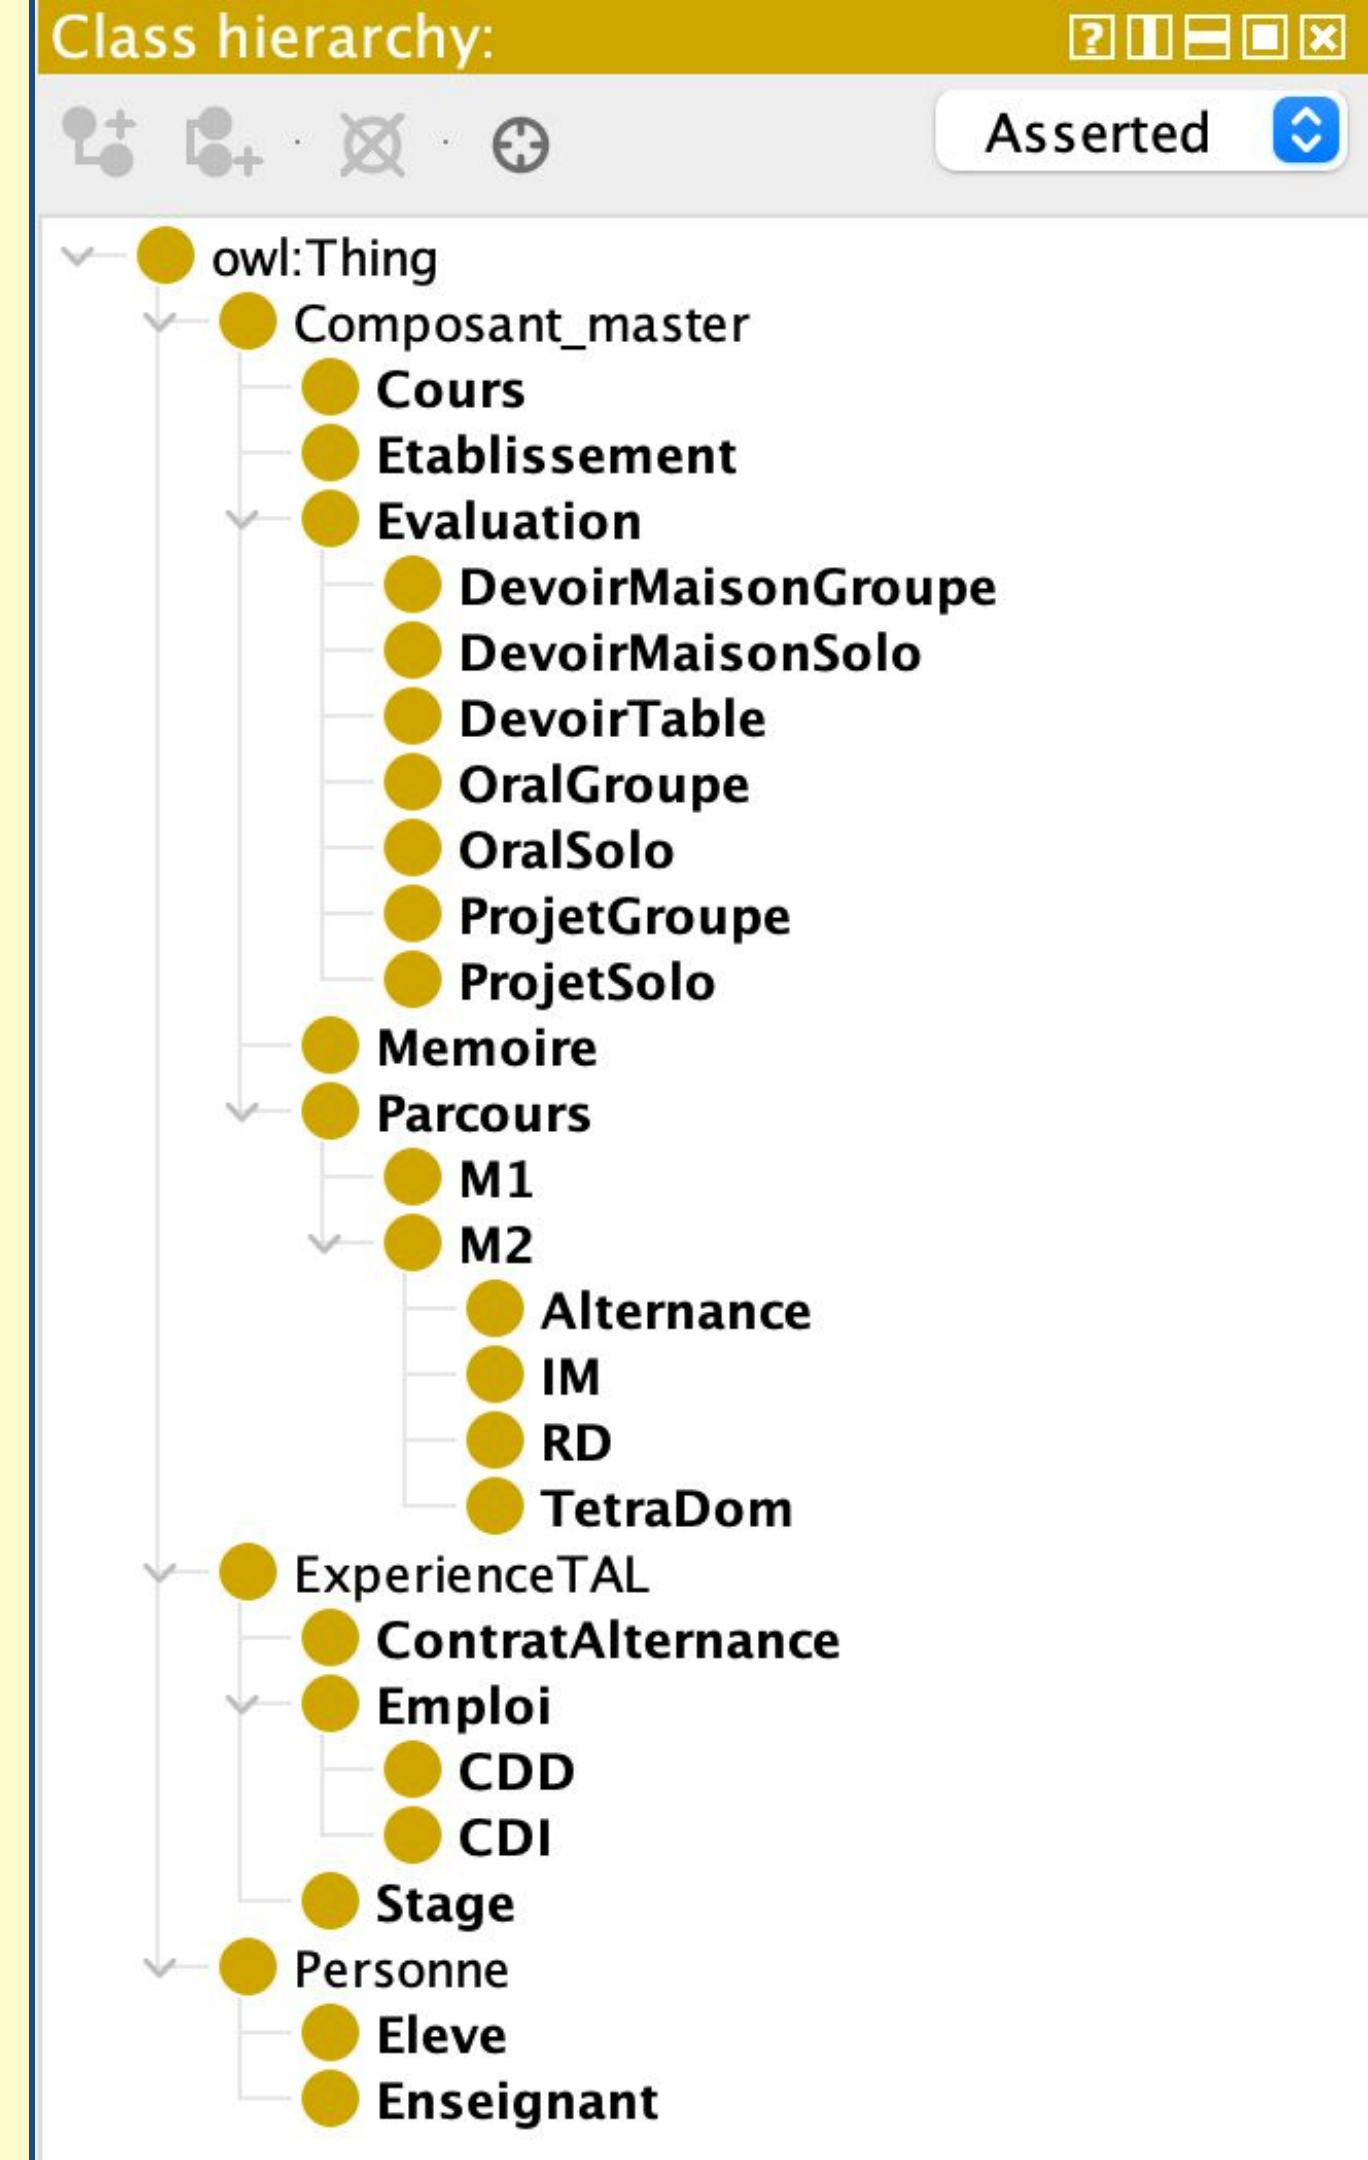 Class hierarchy:
Asserted
owl:Thing
Composant_master
Cours
Etablissement
Evaluation
DevoirMaisonGroupe
DevoirMaisonSolo
DevoirTable
OralGroupe
OralSolo
ProjetGroupe
ProjetSolo
Memoire
Parcours
M1
M2
Alternance
IM
RD
TetraDom
ExperienceTAL
ContratAlternance
Emploi
CDD
CDI
Stage
Personne
Eleve
Enseignant